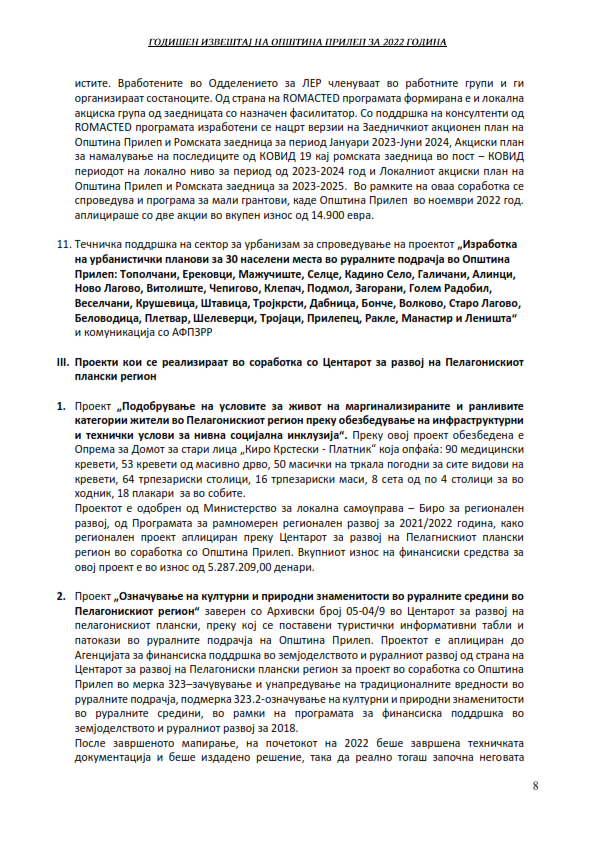 ГОДИШЕН ИЗВЕШТАЈ НА ОПШТИНА ПРИЛЕП ЗА 2022 ГОДИНА
истите. Вработените во Одделението за ЛЕР членуваат во работните групи и ги
организираат состаноците. Од страна на ROMACTED програмата формирана е и локална
акциска група од заедницата со назначен фасилитатор. Со поддршка на консултенти од
ROMACTED програмата изработени се нацрт верзии на Заедничкиот акционен план на
Општина Прилеп и Ромската заедница за период Јануари 2023-Јуни 2024, Акциски план
за намалување на последиците од КОВИД 19 кај ромската заедница во пост – КОВИД
периодот на локално ниво за период од 2023-2024 год и Локалниот акциски план на
Општина Прилеп и Ромската заедница за 2023-2025. Во рамките на оваа соработка се
спроведува и програма за мали грантови, каде Општина Прилеп во ноември 2022 год.
аплицираше со две акции во вкупен износ од 14.900 евра.
11. Течничка поддршка на сектор за урбанизам за спроведување на проектот „Изработка
на урбанистички планови за 30 населени места во руралните подрачја во Општина
Прилеп: Тополчани, Ерековци, Мажучиште, Селце, Кадино Село, Галичани, Алинци,
Ново Лагово, Витолиште, Чепигово, Клепач, Подмол, Загорани, Голем Радобил,
Веселчани, Крушевица, Штавица, Тројкрсти, Дабница, Бонче, Волково, Старо Лагово,
Беловодица, Плетвар, Шелеверци, Тројаци, Прилепец, Ракле, Манастир и Лениште“
и комуникација со АФПЗРР
III. Проекти кои се реализираат во соработка со Центарот за развој на Пелагонискиот
плански регион
1. Проект „Подобрување на условите за живот на маргинализираните и ранливите
категории жители во Пелагонискиот регион преку обезбедување на инфраструктурни
и технички услови за нивна социјална инклузија“. Преку овој проект обезбедена е
Опрема за Домот за стари лица „Киро Крстески - Платник“ која опфаќа: 90 медицински
кревети, 53 кревети од масивно дрво, 50 масички на тркала погодни за сите видови на
кревети, 64 трпезариски столици, 16 трпезариски маси, 8 сета од по 4 столици за во
ходник, 18 плакари за во собите.
Проектот е одобрен од Министерство за локална самоуправа – Биро за регионален
развој, од Програмата за рамномерен регионален развој за 2021/2022 година, како
регионален проект аплициран преку Центарот за развој на Пелагнискиот плански
регион во соработка со Општина Прилеп. Вкупниот износ на финансиски средства за
овој проект е во износ од 5.287.209,00 денари.
2. Проект „Означување на културни и природни знаменитости во руралните средини во
Пелагонискиот регион“ заверен со Архивски број 05-04/9 во Центарот за развој на
пелагонискиот плански, преку кој се поставени туристички информативни табли и
патокази во руралните подрачја на Општина Прилеп. Проектот е аплициран до
Агенцијата за финансиска поддршка во земјоделството и руралниот развој од страна на
Центарот за развој на Пелагониски плански регион за проект во соработка со Општина
Прилеп во мерка 323–зачувување и унапредување на традиционалните вредности во
руралните подрачја, подмерка 323.2-означување на културни и природни знаменитости
во руралните средини, во рамки на програмата за финансиска поддршка во
земјоделството и руралниот развој за 2018.
После завршеното мапирање, на почетокот на 2022 беше завршена техничката
документација и беше издадено решение, така да реално тогаш започна неговата
8